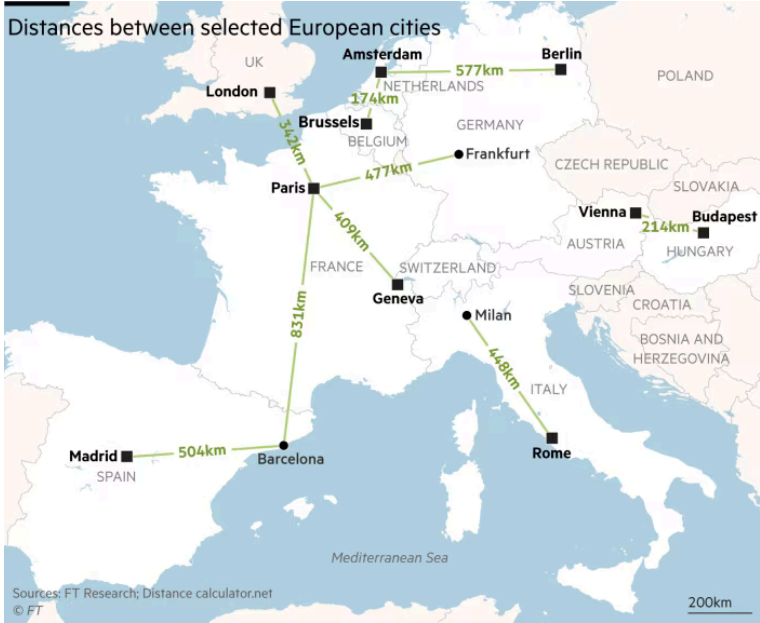 Distances between selected European cities
Amsterdam
Berlin
UK
577km
POLAND
NETHERLANDS
London
174km
Brussels
GERMANY
BELGIUM
342km
Frankfurt
477km
CZECH REPUBLIC
Paris
SLOVAKIA
Vienna
Budapest
214km
409km
AUSTRIA
HUNGARY
FRANCE
SWITZERLAND
Geneva
SLOVENIA
CROATIA
831km
Milan
BOSNIA AND
HERZEGOVINA
448km
ITALY
Madrid
504km
Barcelona
Rome
SPAIN
Mediterranean Sea
Sources: FT Research; Distance calculator.net
© FT
200km